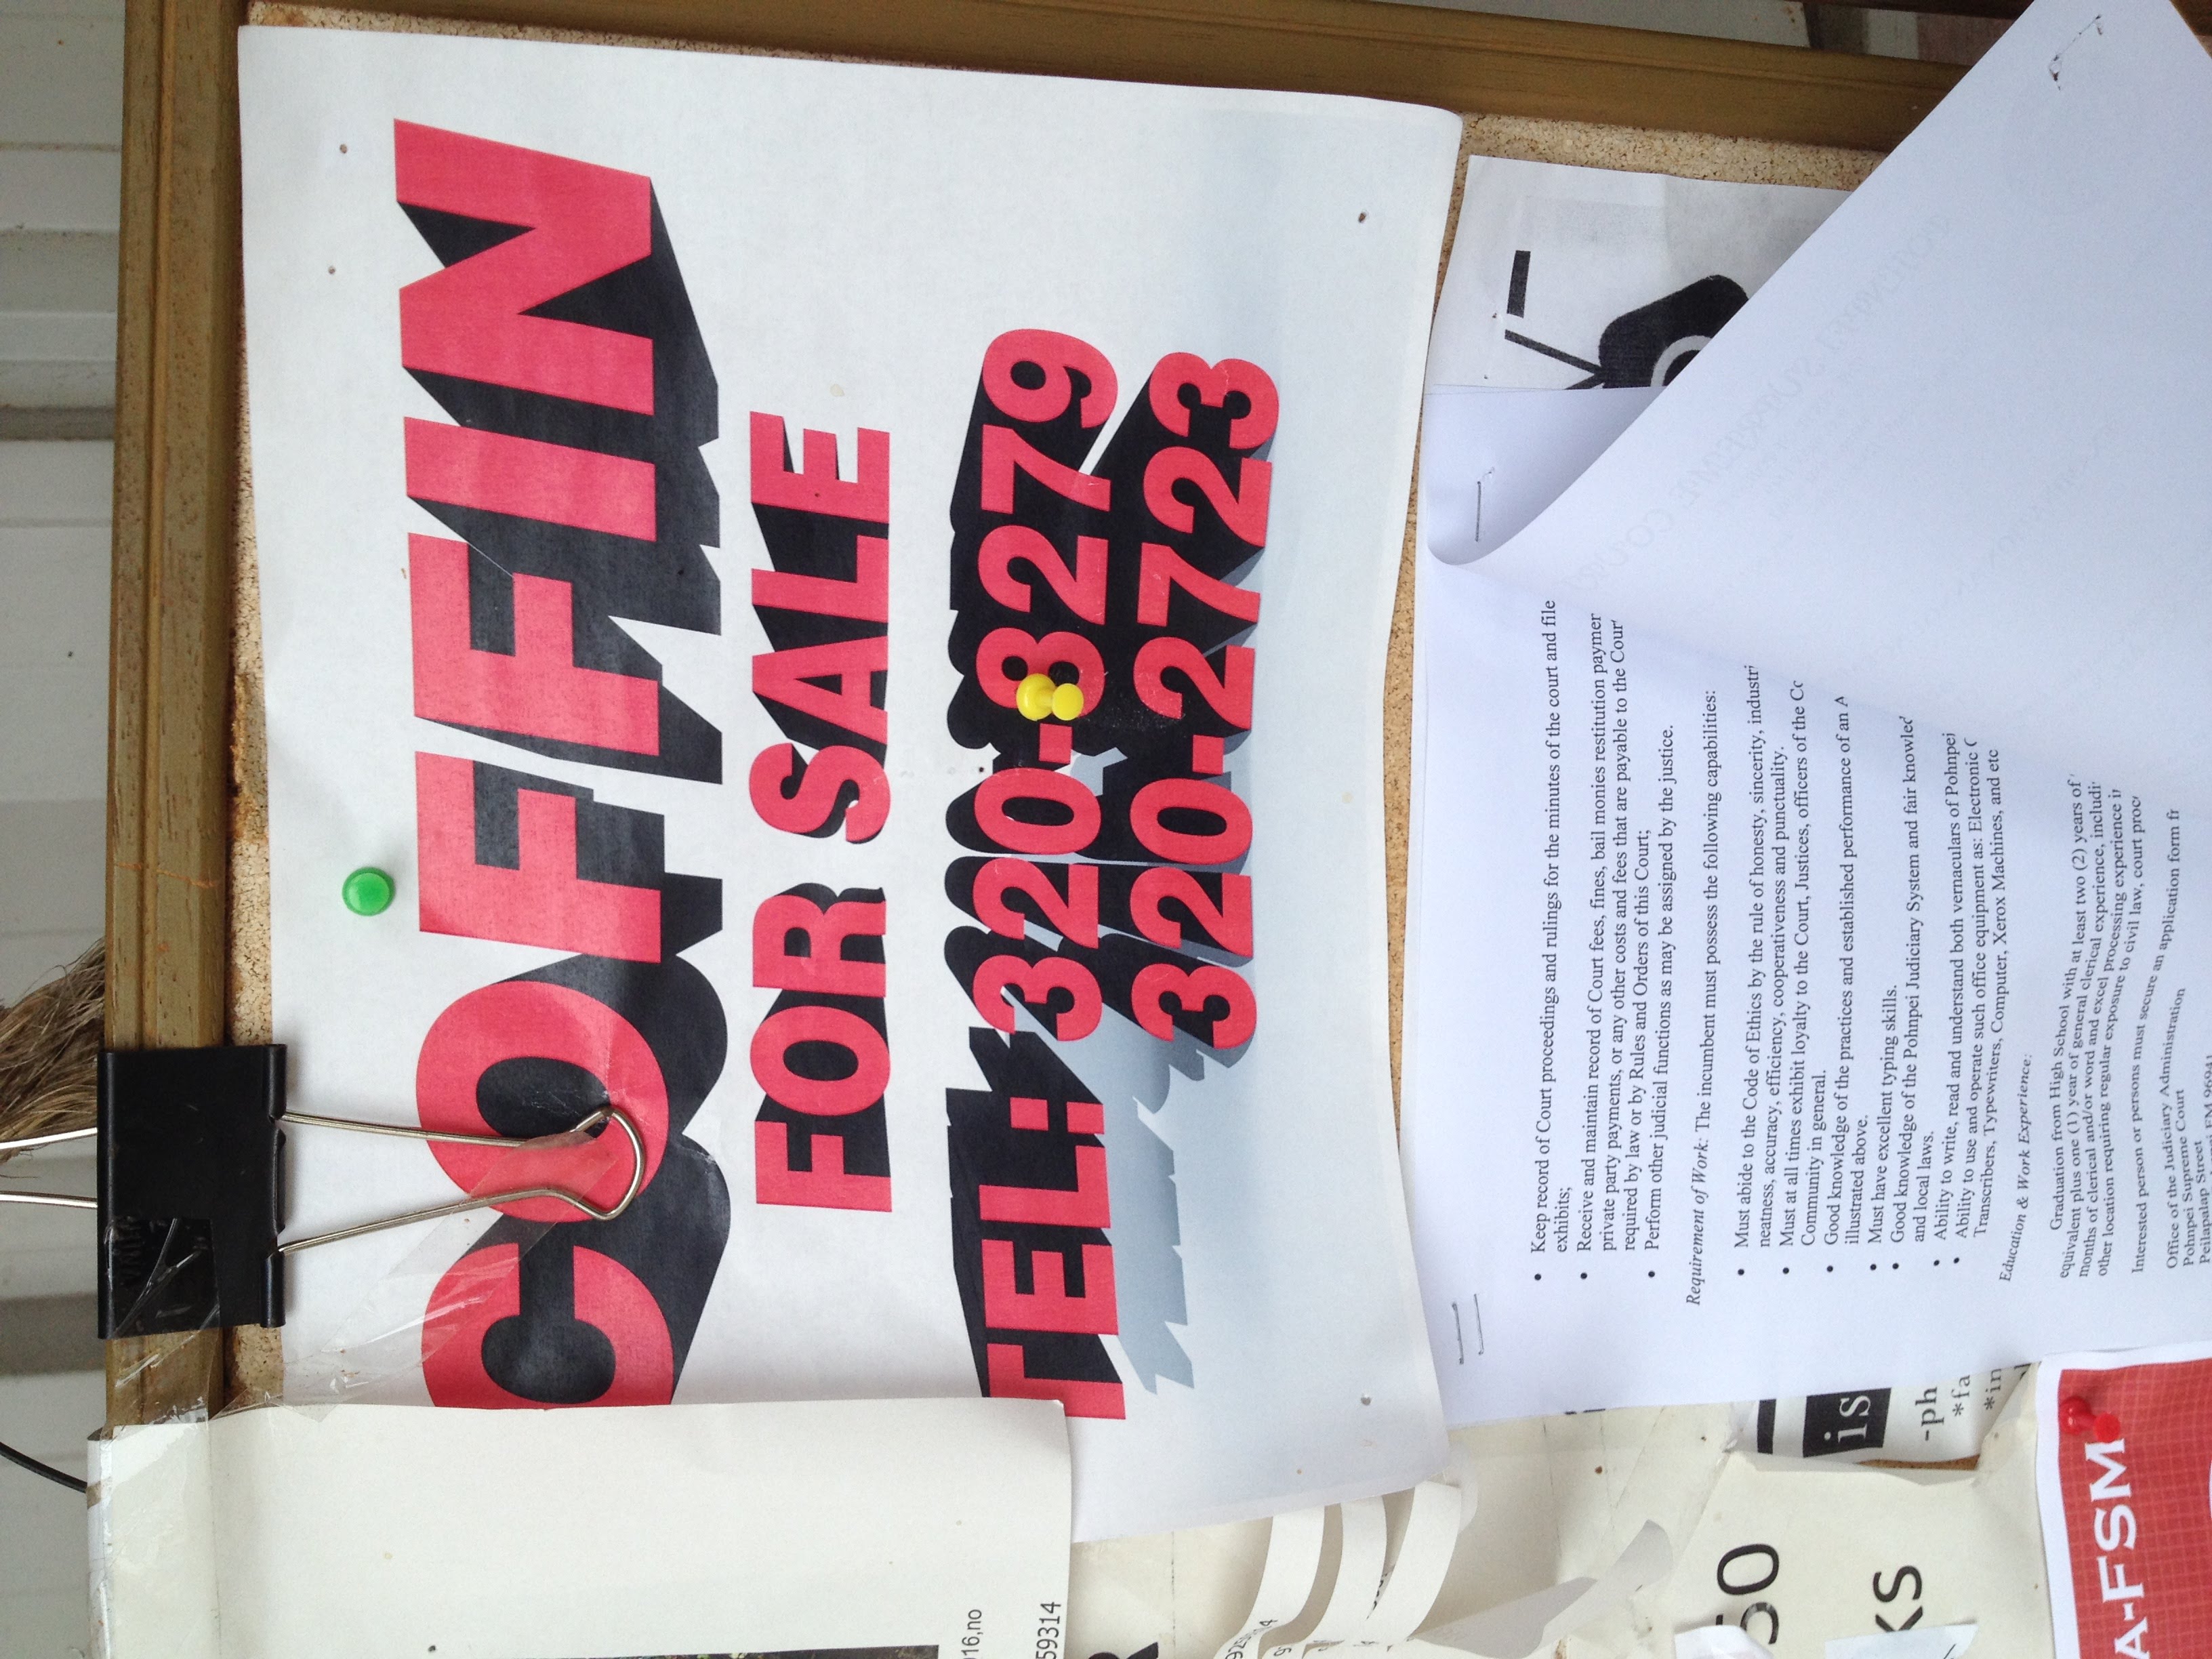 COFFIN
FOR SALE
TEL: 320-8279
320-2723
16,no
59314
50
KS
is
-ph
*fa
*in
A-FSM
• Keep record of Court proceedings and rulings for the minutes of the court and file
exhibits;
• Receive and maintain record of Court fees, fines, bail monies restitution
private party payments, or any other costs and fees that are payable to the
required by law or by Rules and Orders of this Court;
• Perform other judicial functions as may be assigned by the justice.
Requirement of Work: The incumbent must possess the following capabilities:
• Must abide to the Code of Ethics by the rule of honesty, sincerity,
neatness, accuracy, efficiency, cooperativeness and punctuality.
• Must at all times exhibit loyalty to the Court, Justices, officers of the
Community in general.
• Good knowledge of the practices and established performance of an A
illustrated above.
• Must have excellent typing skills.
• Good knowledge of the Pohnpei Judiciary System and fair
and local laws.
• Ability to write, read and understand both vernaculars of Pohnpei
• Ability to use and operate such office equipment as: Electronic
Transcribers, Typewriters, Computer, Xerox Machines, and etc
Education & Work Experience:
Graduation from High School with at least two (2) years of
equivalent plus one (1) year of general clerical experience,
months of clerical and/or word and excel processing experience
other location requiring regular exposure to civil law, court
Interested person or persons must secure an application form
Office of the Judiciary Administration
Pohnpei Supreme Court
Peilapalap Street
FM 96941